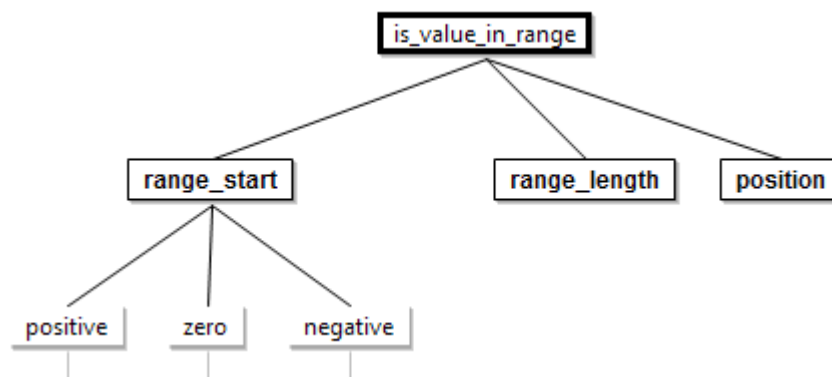 is_value_in_range
range_start
range_length
position
positive
zero
negative